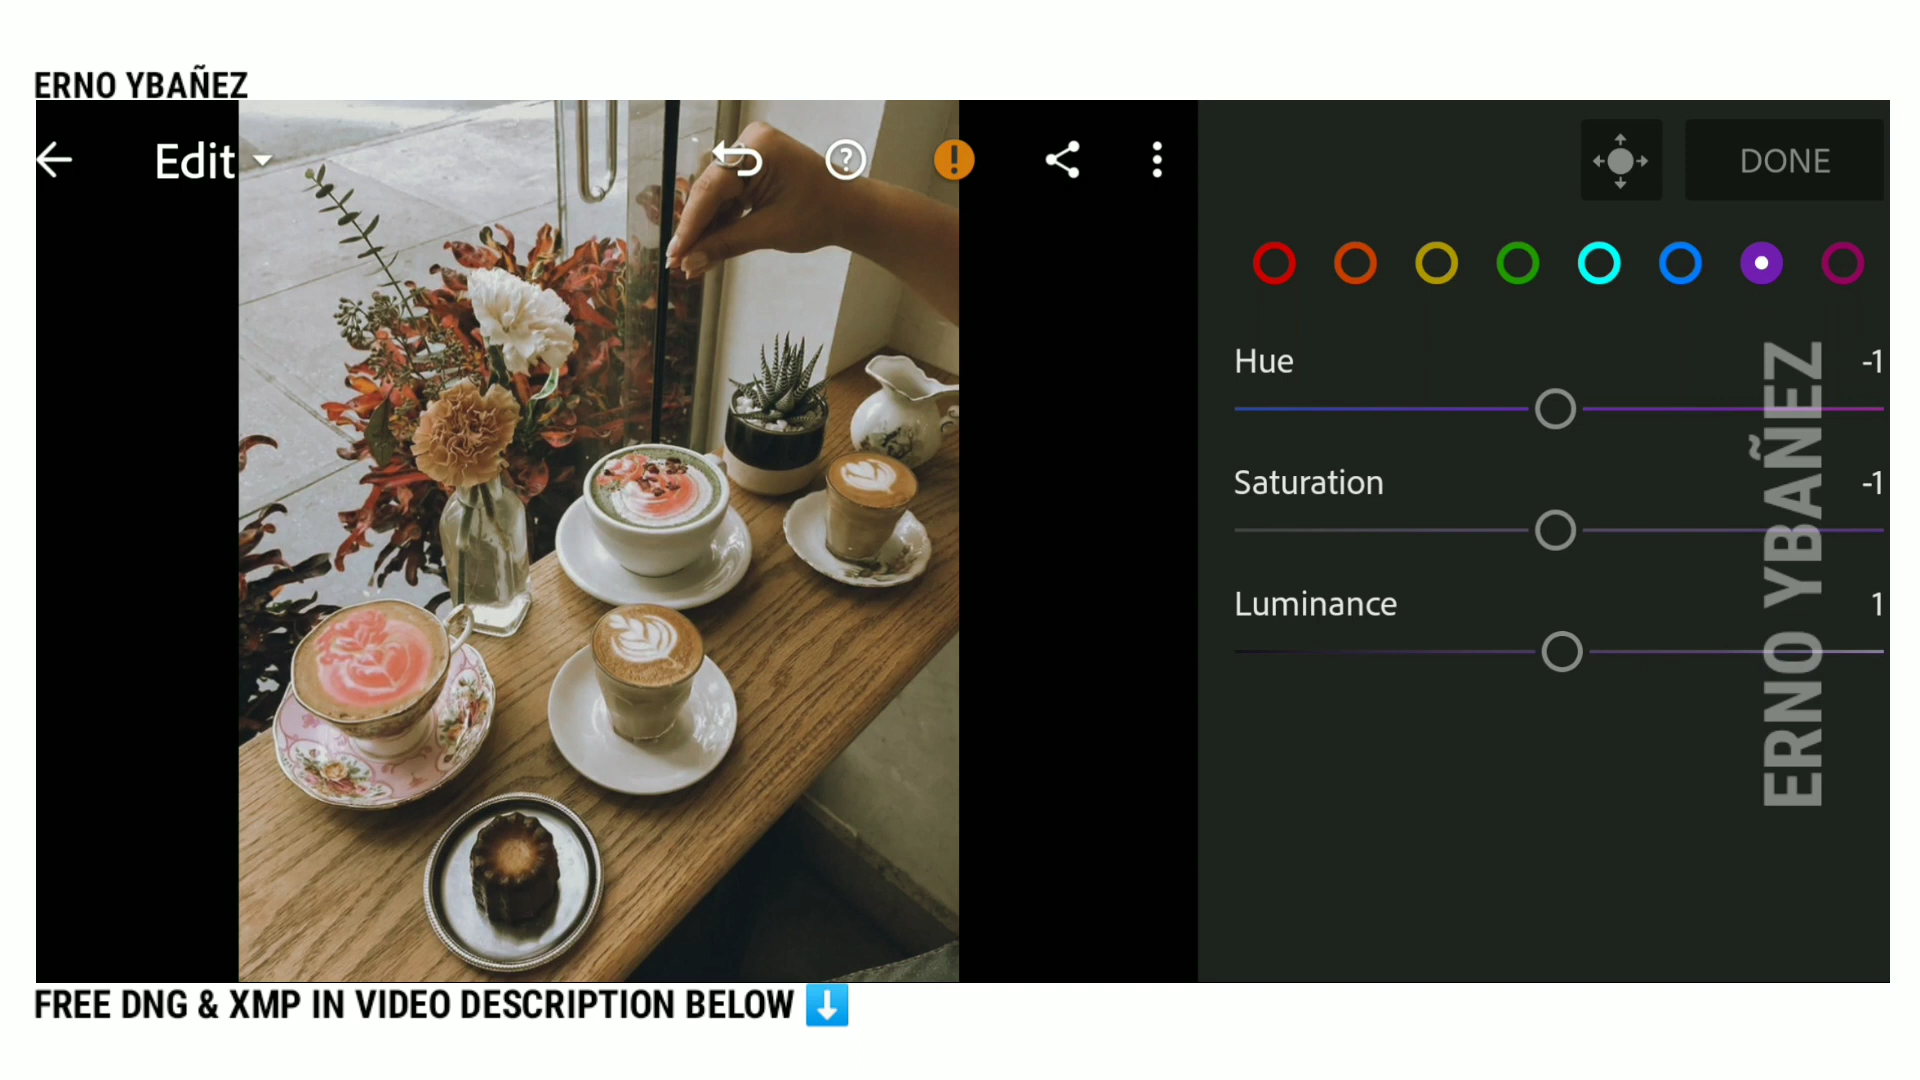 ERNO YBAÑEZ
Edit
DONE
Hue -1
Saturation -1
Luminance 1
ERNO YBAÑEZ
FREE DNG & XMP IN VIDEO DESCRIPTION BELOW ⬇️